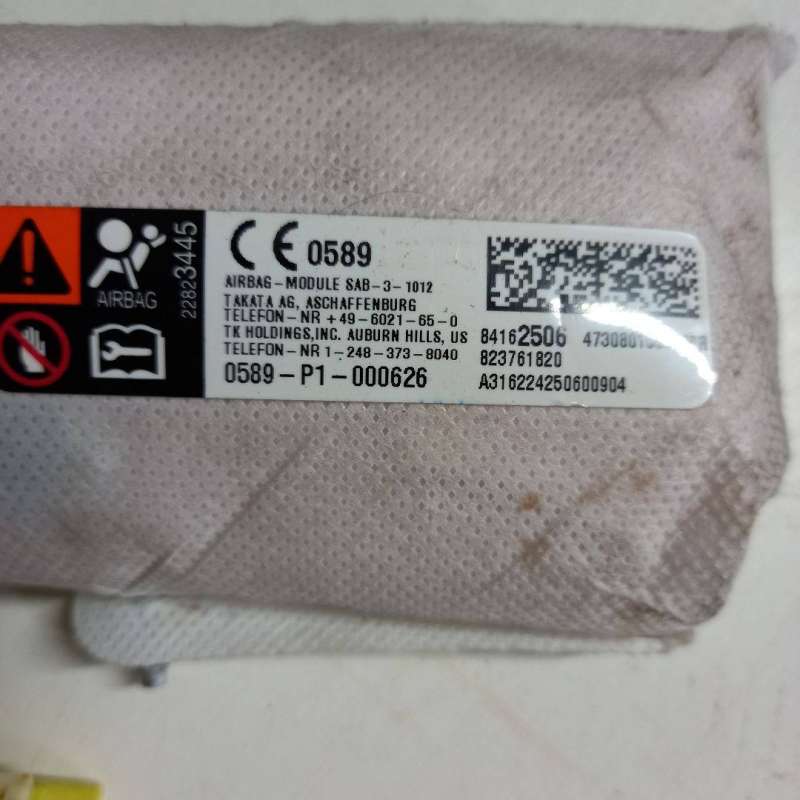 AIRBAG
22823445
CE 0589
AIRBAG-MODULE SAB-3-1012
TAKATA AG, ASCHAFFENBURG
TELEFON-NR +49-6021-65-0
TK HOLDINGS,INC. AUBURN HILLS, US
TELEFON-NR 1-248-373-8040
0589-P1-000626
84162506
823761820
A316224250600904